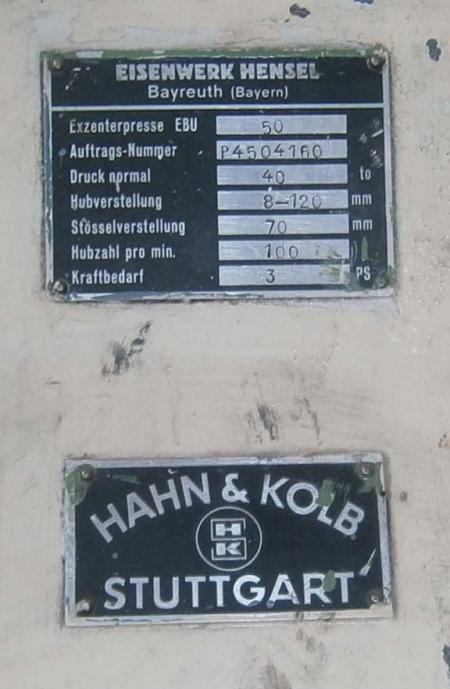 EISENWERK HENSEL
Bayreuth (Bayern)
Exzenterpresse EBU 50
Auftrags-Nummer P4504160
Druck normal 40 to
Hubverstellung 8-120 mm
Stösselverstellung 70 mm
Hubzahl pro min. 100
Kraftbedarf 3 PS
HAHN & KOLB
H
K
STUTTGART